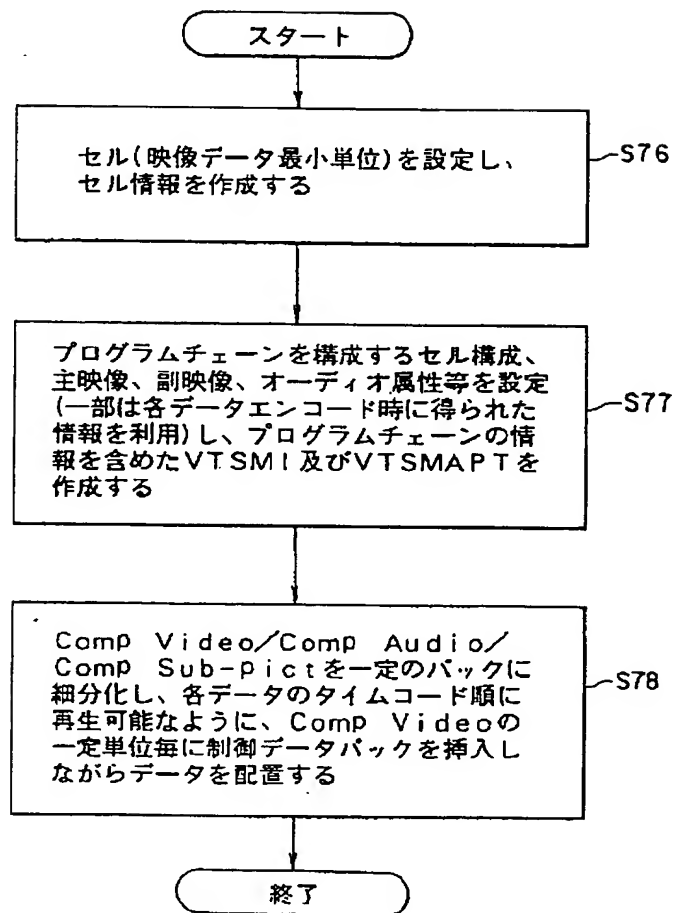 スタート
セル(映像データ最小単位)を設定し、
セル情報を作成する
S76
プログラムチェーンを構成するセル構成、
主映像、副映像、オーディオ属性等を設定
(一部は各データエンコード時に得られた
情報を利用)し、プログラムチェーンの情
報を含めたVTSMI及びVTSMAPTを
作成する
S77
Comp Video/Comp Audio/
Comp Sub-pictを一定のパックに
細分化し、各データのタイムコード順に
再生可能なように、Comp Videoの
一定単位毎に制御データパックを挿入し
ながらデータを配置する
S78
終了